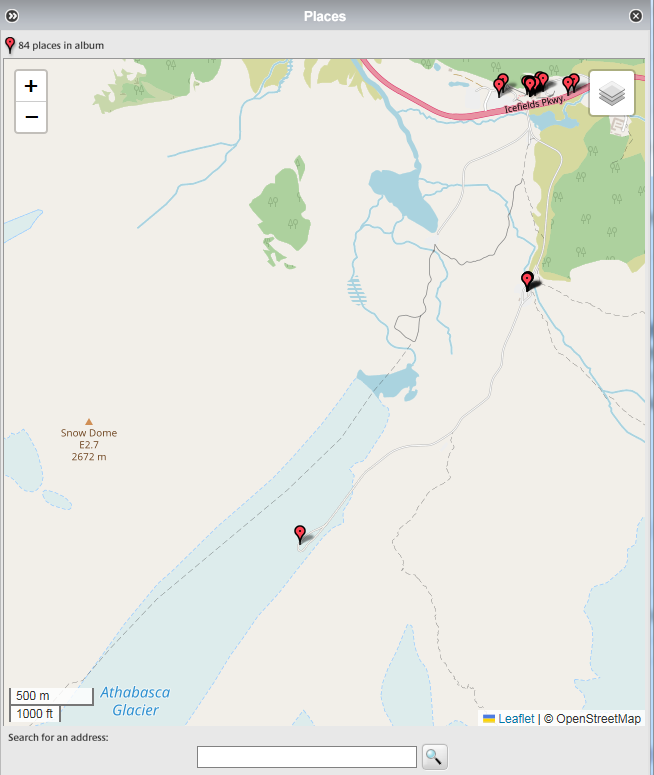 Places
84 places in album
+
−
Icefields Pkwy
Snow Dome
E2.7
2672 m
500 m
1000 ft
Athabasca
Glacier
Leaflet | © OpenStreetMap
Search for an address: